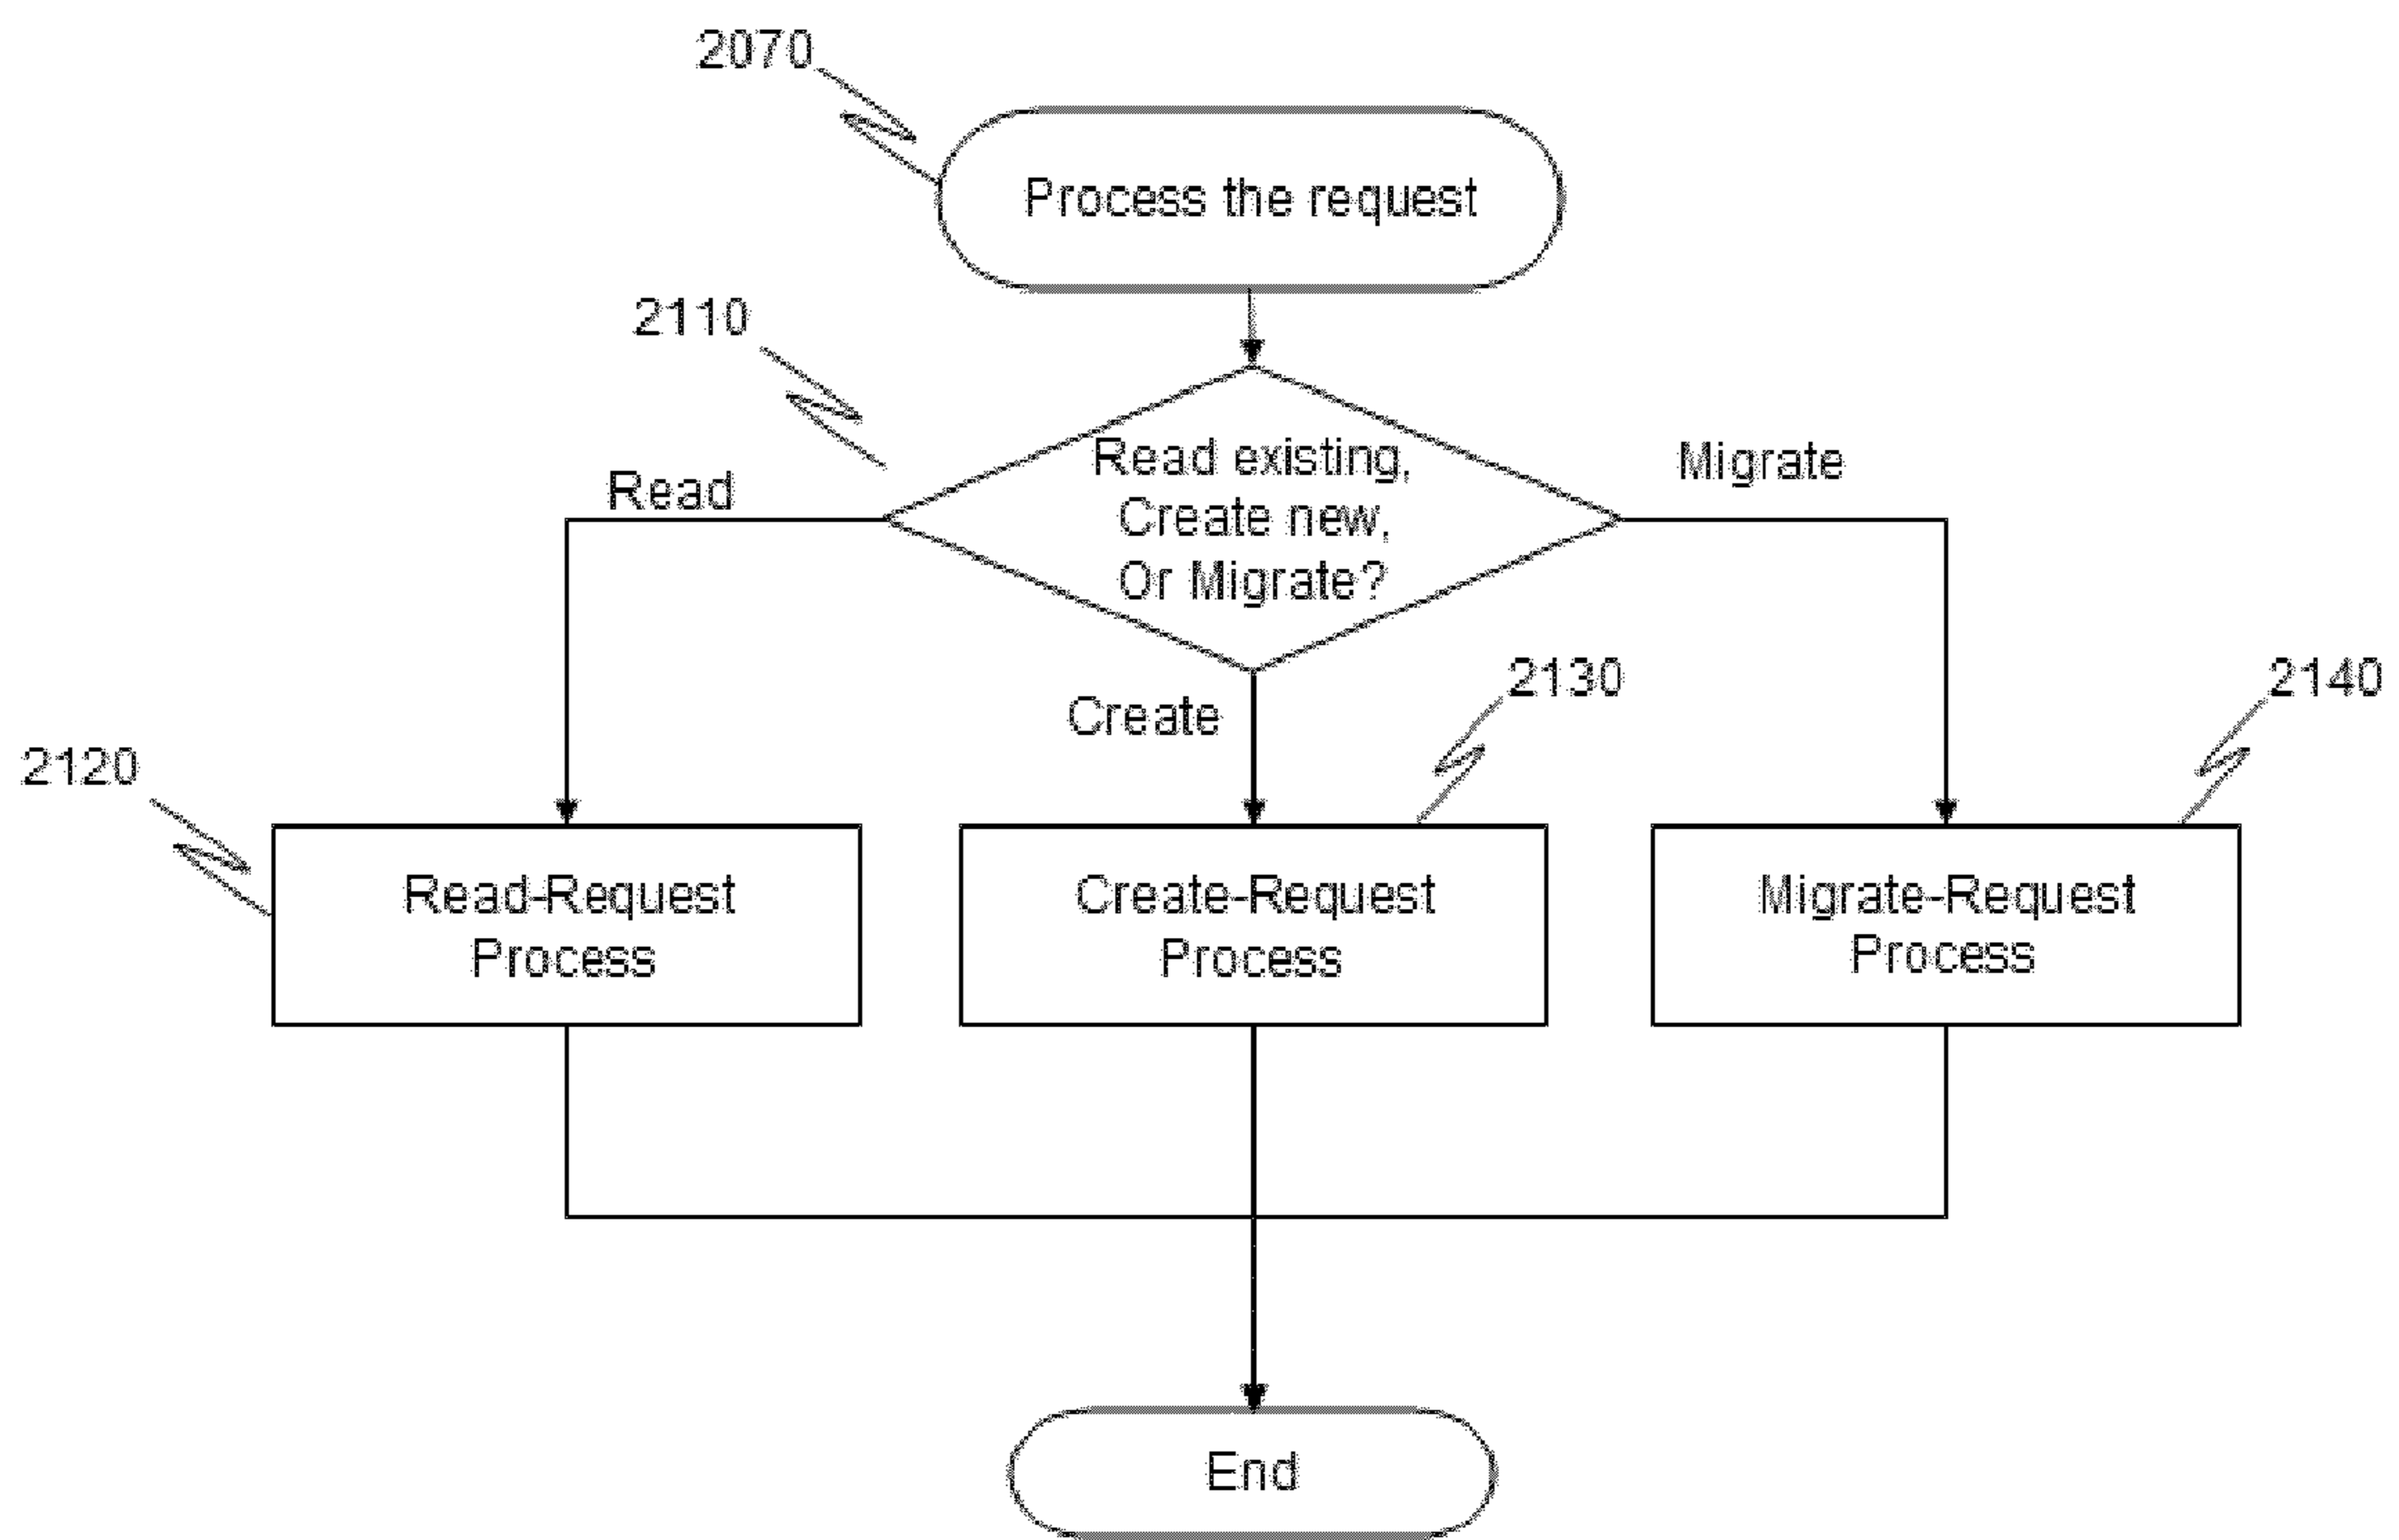 2070
Process the request
2110
Read existing,
Create new,
Or Migrate?
Read
Migrate
Create
2130
2140
2120
Read-Request
Process
Create-Request
Process
Migrate-Request
Process
End